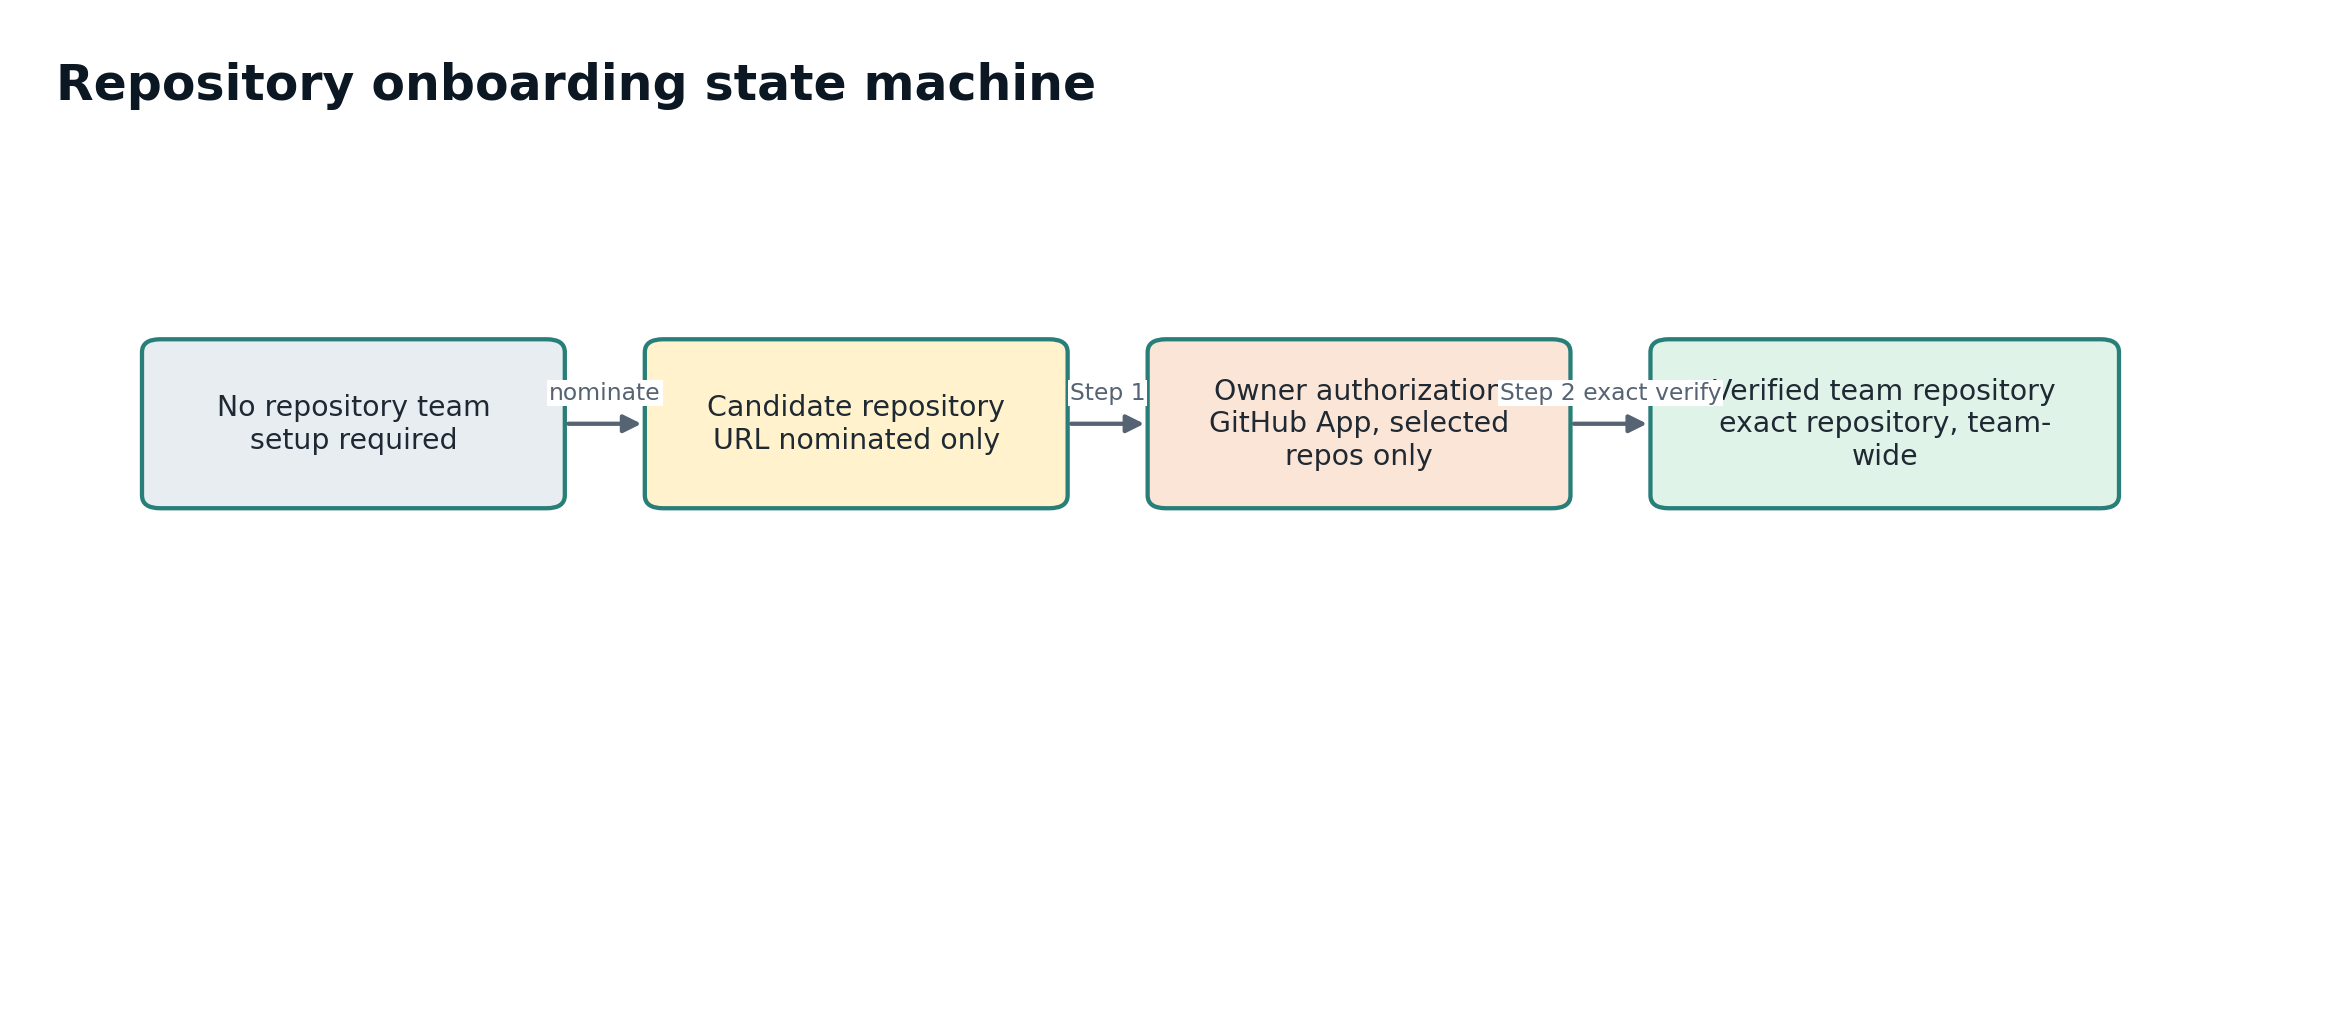 Repository onboarding state machine
No repository team
setup required
nominate
Candidate repository
URL nominated only
Step 1
Owner authorization
GitHub App, selected
repos only
Step 2 exact verify
Verified team repository
exact repository, team-
wide